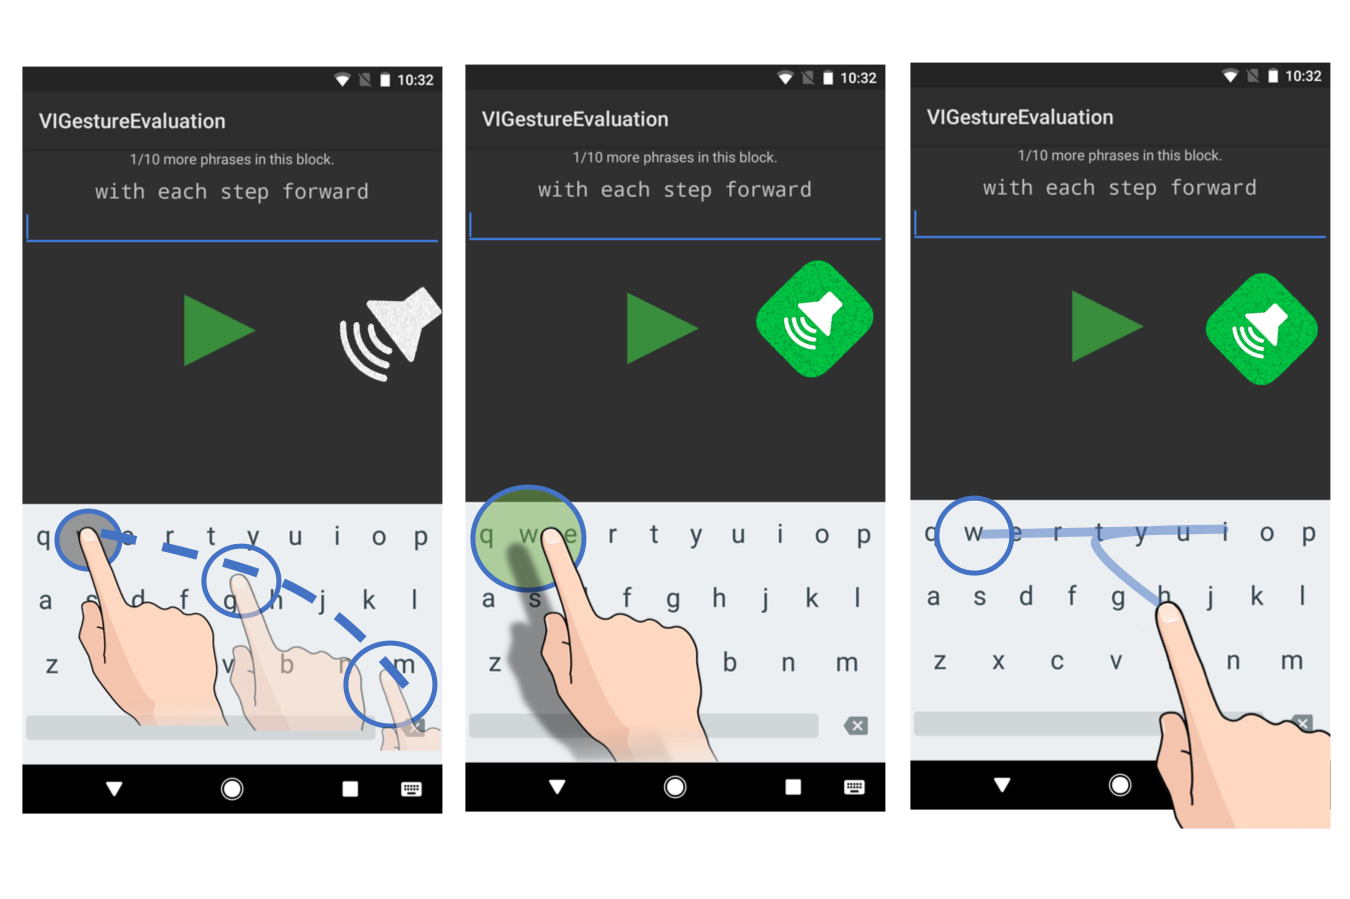 10:32
VIGestureEvaluation
1/10 more phrases in this block.
with each step forward
q e r t y u i o p
a s d f g h j k l
z v b n m
10:32
VIGestureEvaluation
1/10 more phrases in this block.
with each step forward
q w e r t y u i o p
a s f g h j k l
z b n m
10:32
VIGestureEvaluation
1/10 more phrases in this block.
with each step forward
q w e r t y u i o p
a s d f g h j k l
z x c v n m